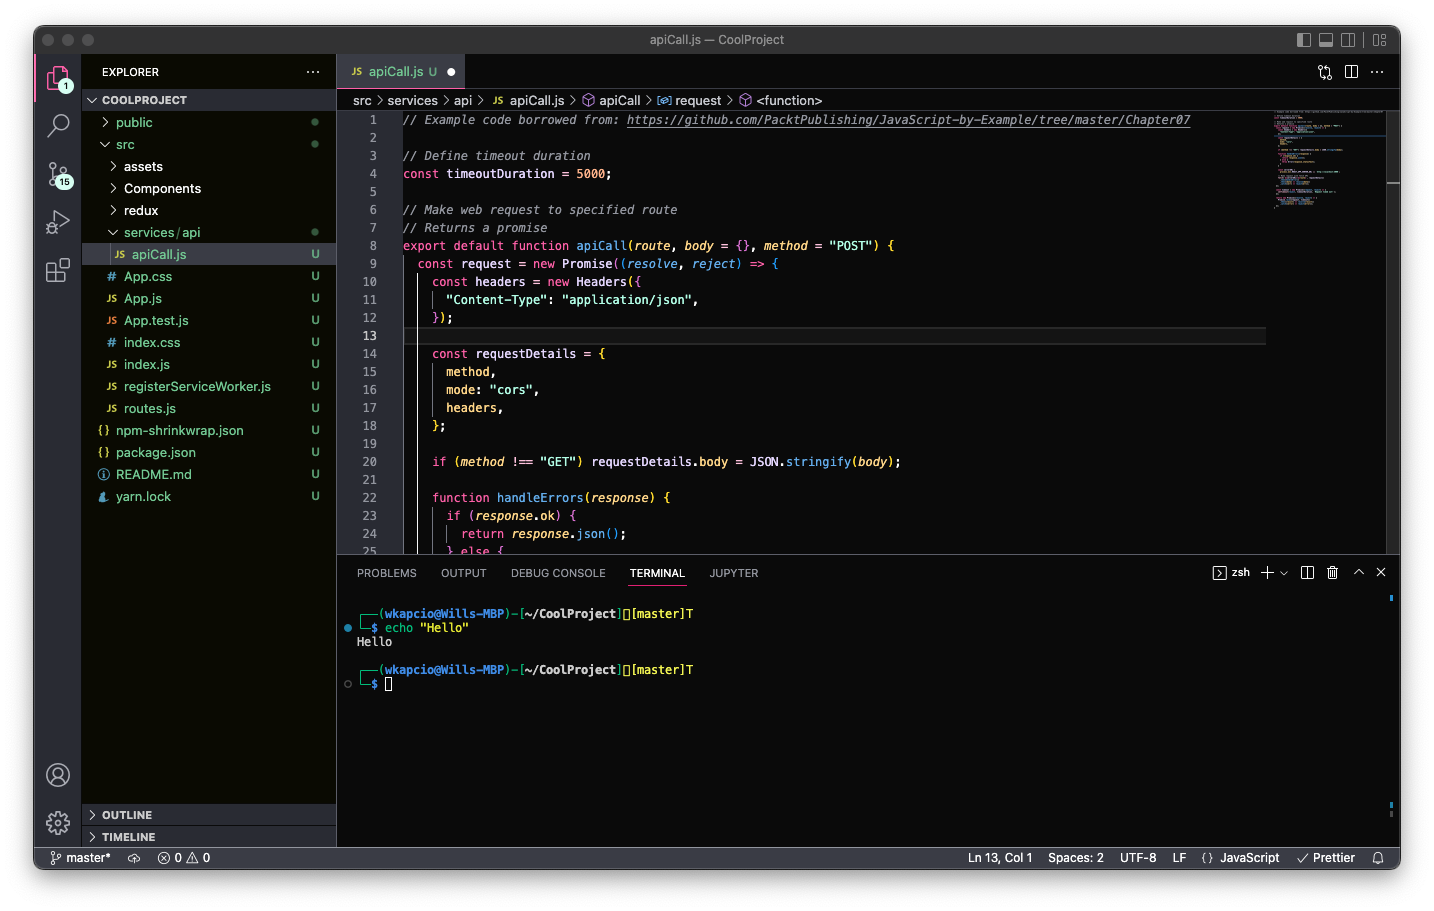 apiCall.js — CoolProject
EXPLORER
1
15
COOLPROJECT
public
src
assets
Components
redux
services/api
JS apiCall.js U
# App.css U
JS App.js U
JS App.test.js U
# index.css U
JS index.js U
JS registerServiceWorker.js U
JS routes.js U
{} npm-shrinkwrap.json U
{} package.json U
README.md U
yarn.lock U
OUTLINE
TIMELINE
JS apiCall.js U
src > services > api > JS apiCall.js > apiCall > request > <function>
1 // Example code borrowed from: https://github.com/PacktPublishing/JavaScript-by-Example/tree/master/Chapter07
2
3 // Define timeout duration
4 const timeoutDuration = 5000;
5
6 // Make web request to specified route
7 // Returns a promise
8 export default function apiCall(route, body = {}, method = "POST") {
9 const request = new Promise((resolve, reject) => {
10 const headers = new Headers({
11 "Content-Type": "application/json",
12 });
13
14 const requestDetails = {
15 method,
16 mode: "cors",
17 headers,
18 };
19
20 if (method !== "GET") requestDetails.body = JSON.stringify(body);
21
22 function handleErrors(response) {
23 if (response.ok) {
24 return response.json();
25 } else {
PROBLEMS OUTPUT DEBUG CONSOLE TERMINAL JUPYTER
zsh
(wkapcio@Wills-MBP)-[~/CoolProject][master]T
$ echo "Hello"
Hello
(wkapcio@Wills-MBP)-[~/CoolProject][master]T
$
master* 0 0
Ln 13, Col 1 Spaces: 2 UTF-8 LF {} JavaScript Prettier